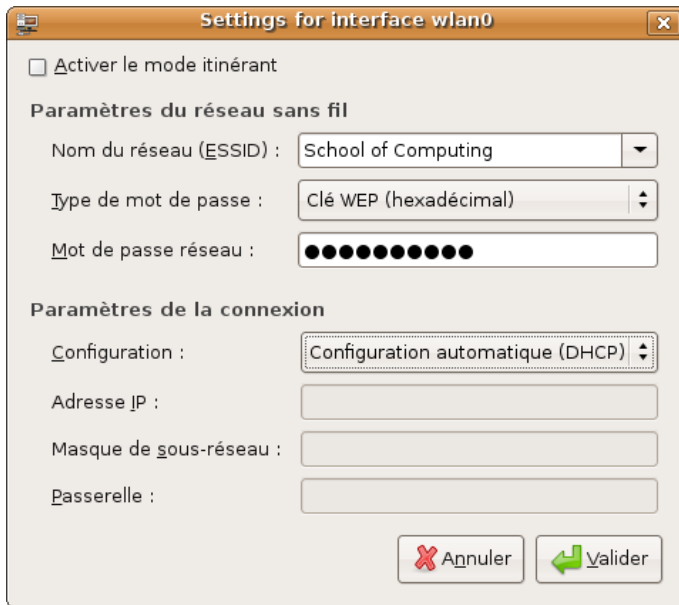 Settings for interface wlan0
Activer le mode itinérant
Paramètres du réseau sans fil
Nom du réseau (ESSID) : School of Computing
Type de mot de passe : Clé WEP (hexadécimal)
Mot de passe réseau : ●●●●●●●●●●
Paramètres de la connexion
Configuration : Configuration automatique (DHCP)
Adresse IP :
Masque de sous-réseau :
Passerelle :
Annuler Valider